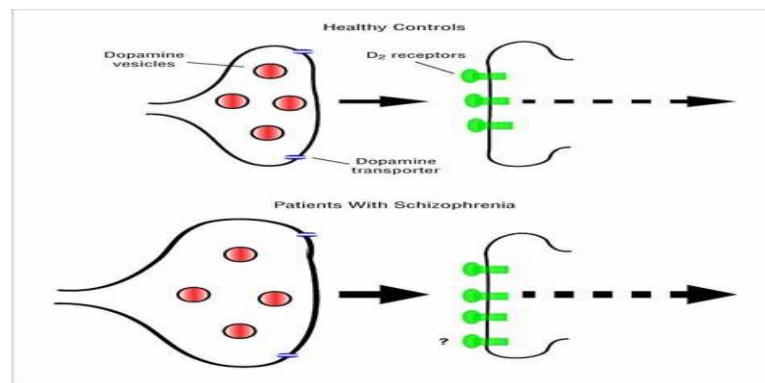 Healthy Controls
Dopamine
vesicles
D₂ receptors
Dopamine
transporter
Patients With Schizophrenia
?